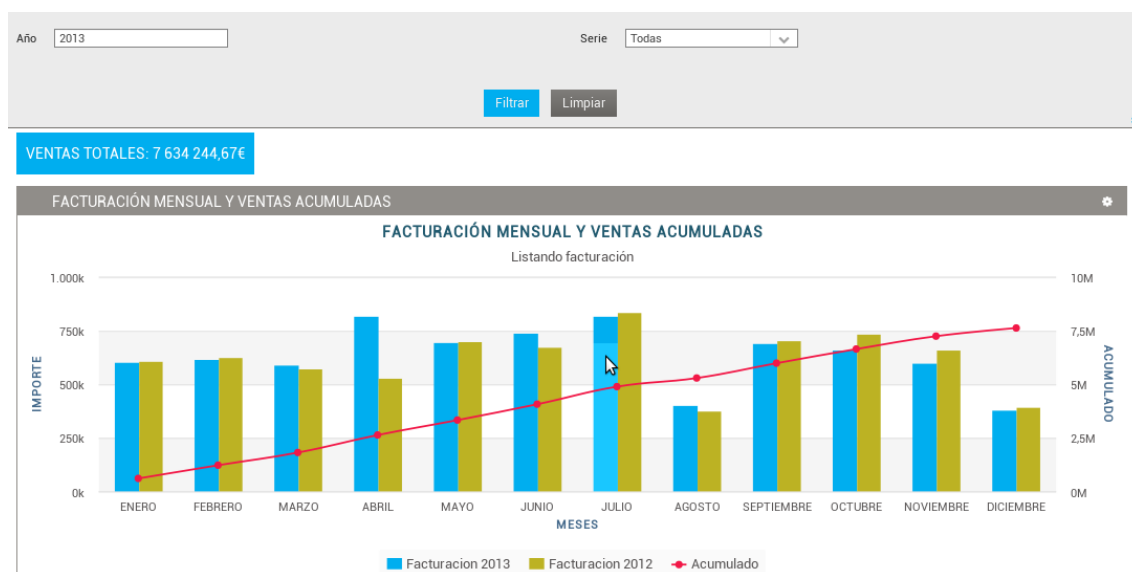 Año 2013 Serie Todas
Filtrar Limpiar
VENTAS TOTALES: 7 634 244,67€
FACTURACIÓN MENSUAL Y VENTAS ACUMULADAS
FACTURACIÓN MENSUAL Y VENTAS ACUMULADAS
Listando facturación
1.000k 10M
750k 7,5M
500k 5M
250k 2,5M
0k 0M
IMPORTE
ACUMULADO
ENERO FEBRERO MARZO ABRIL MAYO JUNIO JULIO AGOSTO SEPTIEMBRE OCTUBRE NOVIEMBRE DICIEMBRE
MESES
Facturacion 2013 Facturacion 2012 Acumulado